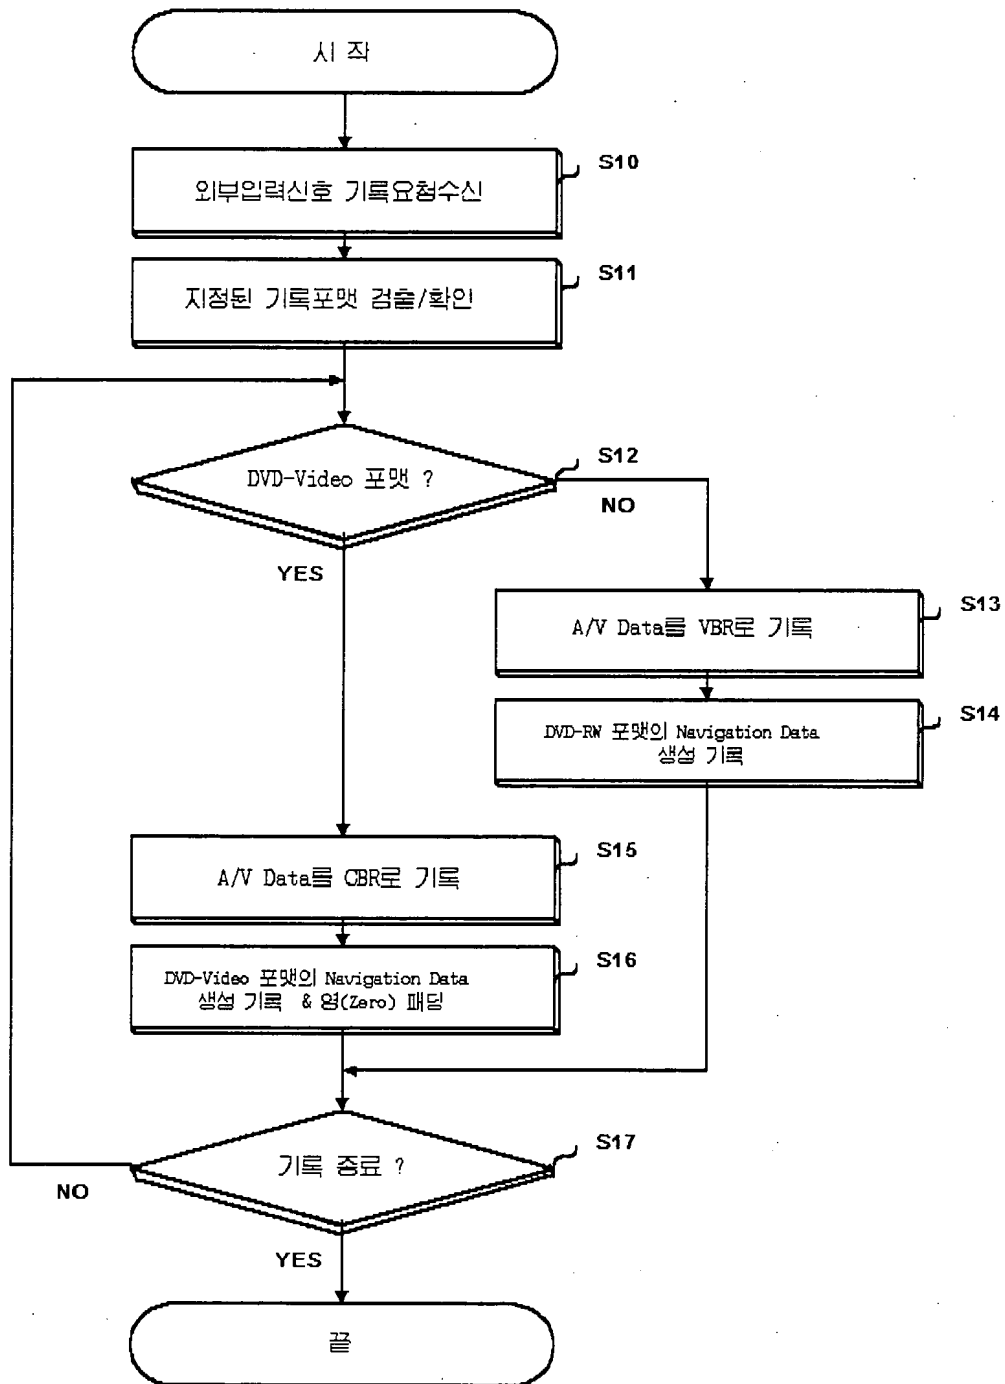 시 작
S10
외부입력신호 기록요청수신
S11
지정된 기록포맷 검출/확인
S12
DVD-Video 포맷 ?
NO
YES
S13
A/V Data를 VBR로 기록
S14
DVD-RW 포맷의 Navigation Data
생성 기록
S15
A/V Data를 CBR로 기록
S16
DVD-Video 포맷의 Navigation Data
생성 기록 & 영(Zero) 패딩
S17
기록 종료 ?
NO
YES
끝